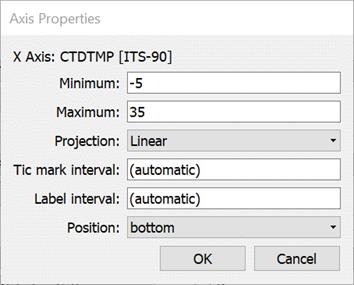 Axis Properties
X Axis: CTDTMP [ITS-90]
Minimum: -5
Maximum: 35
Projection: Linear
Tic mark interval: (automatic)
Label interval: (automatic)
Position: bottom
OK Cancel